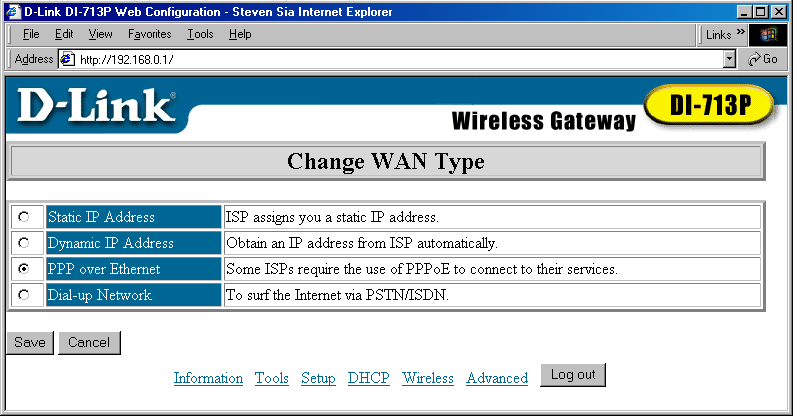 D-Link DI-713P Web Configuration - Steven Sia Internet Explorer
File Edit View Favorites Tools Help Links »
Address http://192.168.0.1/ Go
D-Link®
Wireless Gateway DI-713P
Change WAN Type
Static IP Address ISP assigns you a static IP address.
Dynamic IP Address Obtain an IP address from ISP automatically.
PPP over Ethernet Some ISPs require the use of PPPoE to connect to their services.
Dial-up Network To surf the Internet via PSTN/ISDN.
Save Cancel
Information Tools Setup DHCP Wireless Advanced Log out